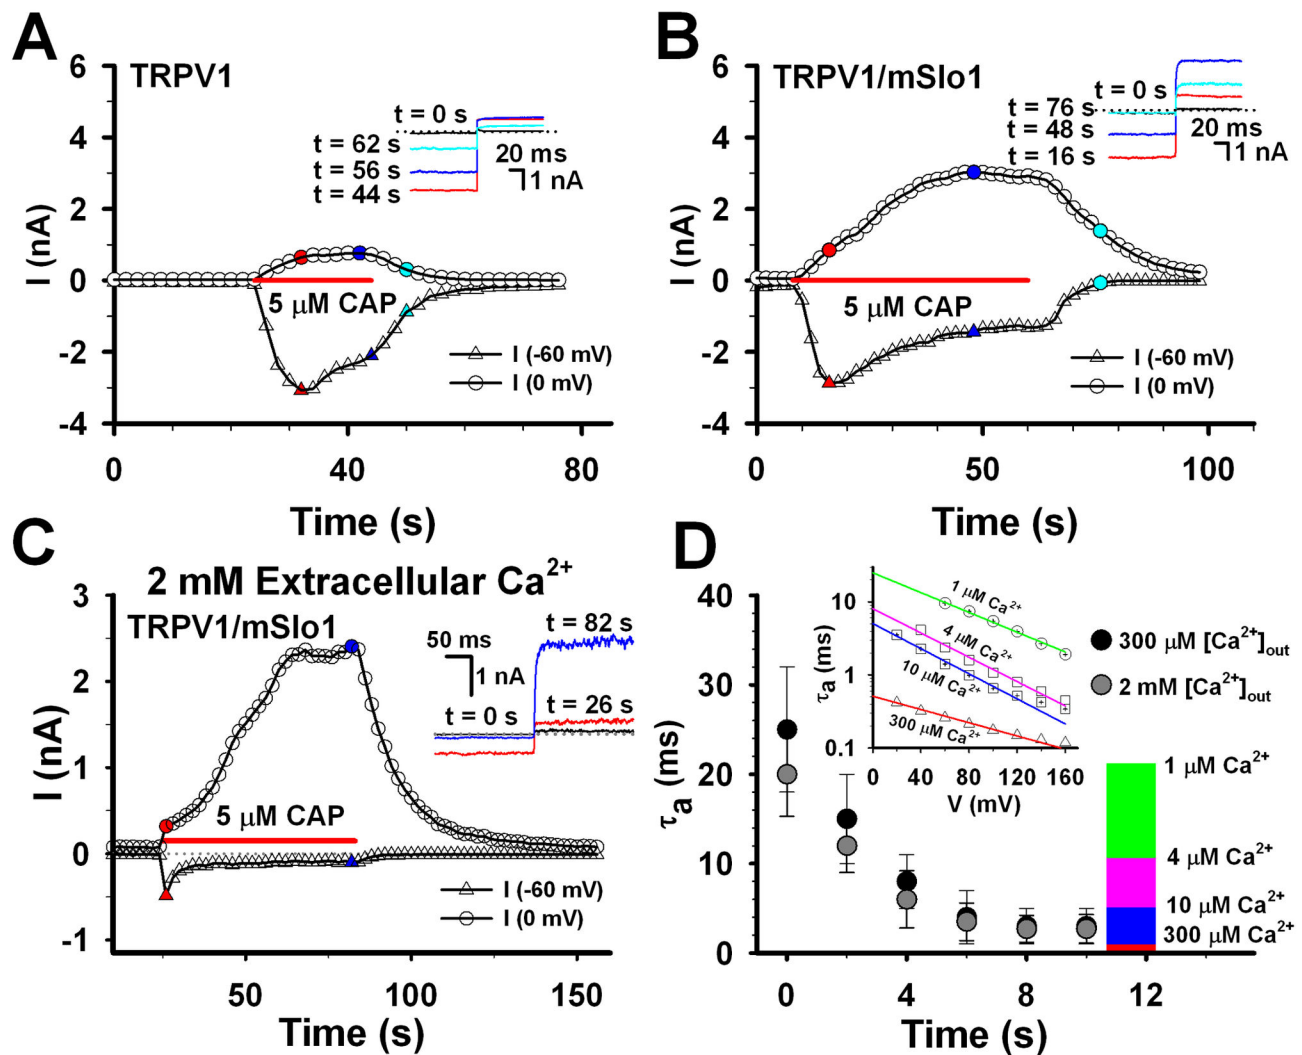 A
TRPV1
6
4
2
0
-2
-4
I (nA)
t = 0 s
t = 62 s
t = 56 s
t = 44 s
20 ms
1 nA
5 μM CAP
I (-60 mV)
I (0 mV)
0
40
80
Time (s)
B
TRPV1/mSlo1
6
4
2
0
-2
-4
I (nA)
t = 0 s
t = 76 s
t = 48 s
t = 16 s
20 ms
1 nA
5 μM CAP
I (-60 mV)
I (0 mV)
0
50
100
Time (s)
C
2 mM Extracellular Ca²⁺
TRPV1/mSlo1
3
2
1
0
-1
I (nA)
50 ms
1 nA
t = 82 s
t = 0 s
t = 26 s
5 μM CAP
I (-60 mV)
I (0 mV)
50
100
150
Time (s)
D
40
30
20
10
0
τa (ms)
10
1
0.1
τa (ms)
1 μM Ca²⁺
4 μM Ca²⁺
10 μM Ca²⁺
300 μM Ca²⁺
0
40
80
120
160
V (mV)
300 μM [Ca²⁺]out
2 mM [Ca²⁺]out
1 μM Ca²⁺
4 μM Ca²⁺
10 μM Ca²⁺
300 μM Ca²⁺
0
4
8
12
Time (s)